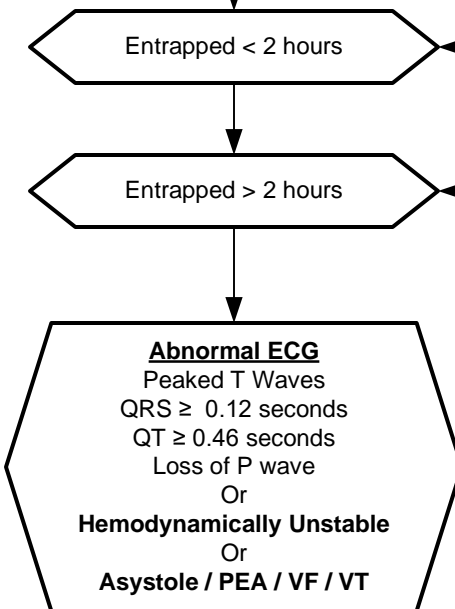 Entrapped < 2 hours
Entrapped > 2 hours
Abnormal ECG
Peaked T Waves
QRS ≥ 0.12 seconds
QT ≥ 0.46 seconds
Loss of P wave
Or
Hemodynamically Unstable
Or
Asystole / PEA / VF / VT